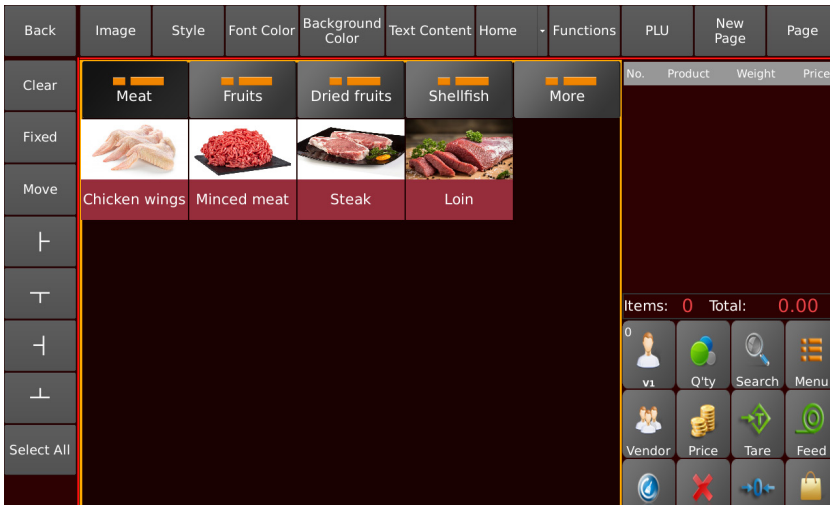 Back
Image
Style
Font Color
Background
Color
Text Content
Home
Functions
PLU
New
Page
Page
Clear
Fixed
Move
Select All
Meat
Fruits
Dried fruits
Shellfish
More
Chicken wings
Minced meat
Steak
Loin
No. Product Weight Price
Items: 0 Total: 0.00
0
V1
Q'ty
Search
Menu
Vendor
Price
T
Tare
Feed
0